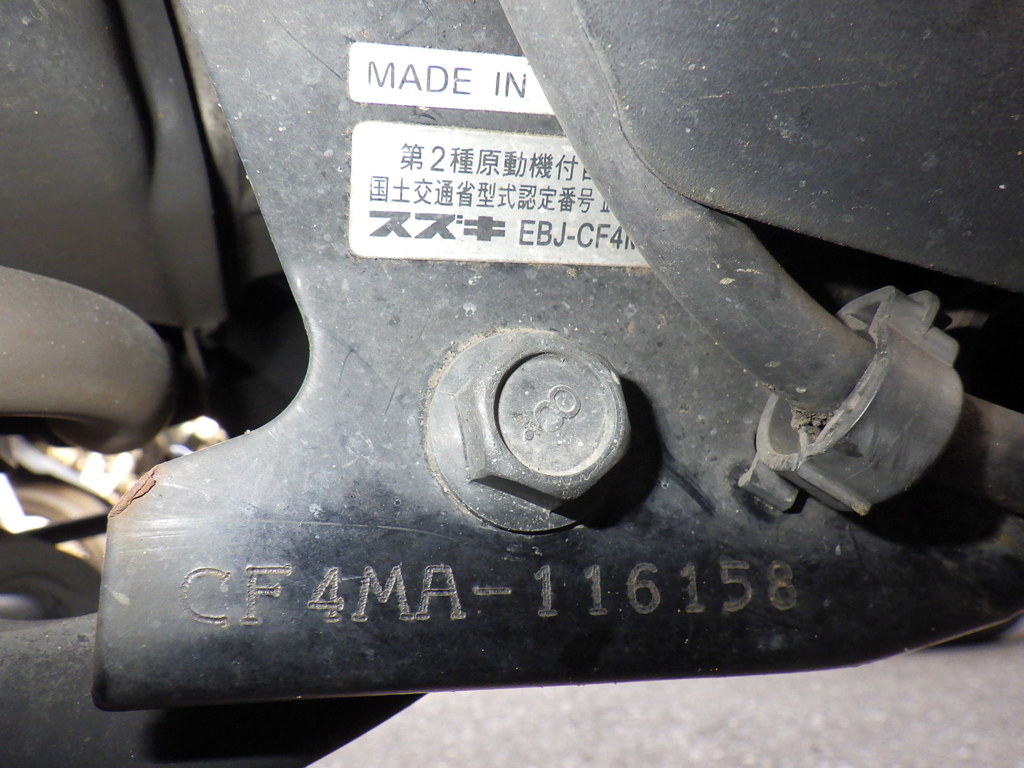 MADE IN
第2種原動機付
国土交通省型式認定番号
スズキ EBJ-CF4M
CF4MA-116158